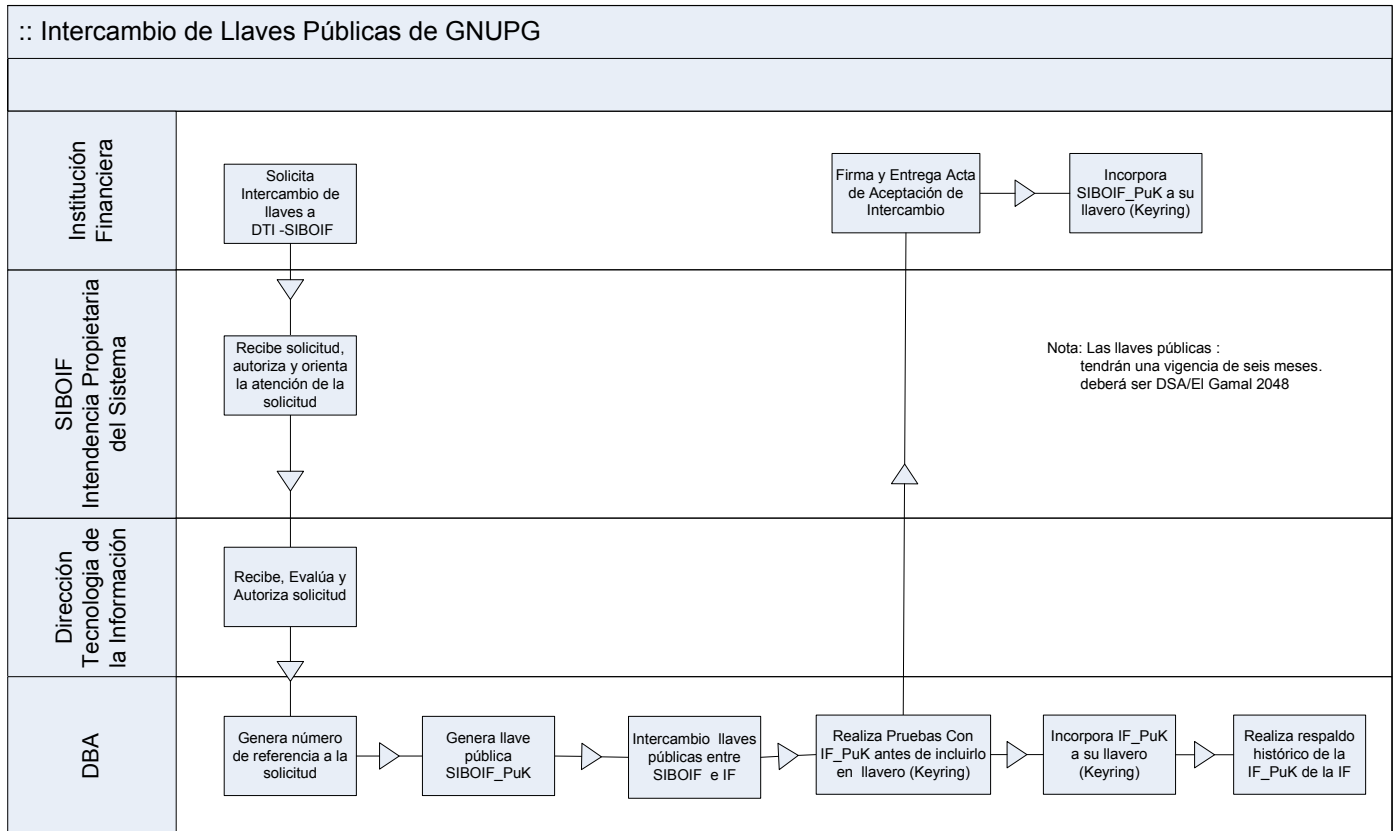 :: Intercambio de Llaves Públicas de GNUPG
Institución
Financiera
Solicita
Intercambio de
llaves a
DTI -SIBOIF
Firma y Entrega Acta
de Aceptación de
Intercambio
Incorpora
SIBOIF_PuK a su
llavero (Keyring)
SIBOIF
Intendencia Propietaria
del Sistema
Recibe solicitud,
autoriza y orienta
la atención de la
solicitud
Nota: Las llaves públicas :
tendrán una vigencia de seis meses.
deberá ser DSA/El Gamal 2048
Dirección
Tecnologia de
la Información
Recibe, Evalúa y
Autoriza solicitud
DBA
Genera número
de referencia a la
solicitud
Genera llave
pública
SIBOIF_PuK
Intercambio llaves
públicas entre
SIBOIF e IF
Realiza Pruebas Con
IF_PuK antes de incluirlo
en llavero (Keyring)
Incorpora IF_PuK
a su llavero
(Keyring)
Realiza respaldo
histórico de la
IF_PuK de la IF